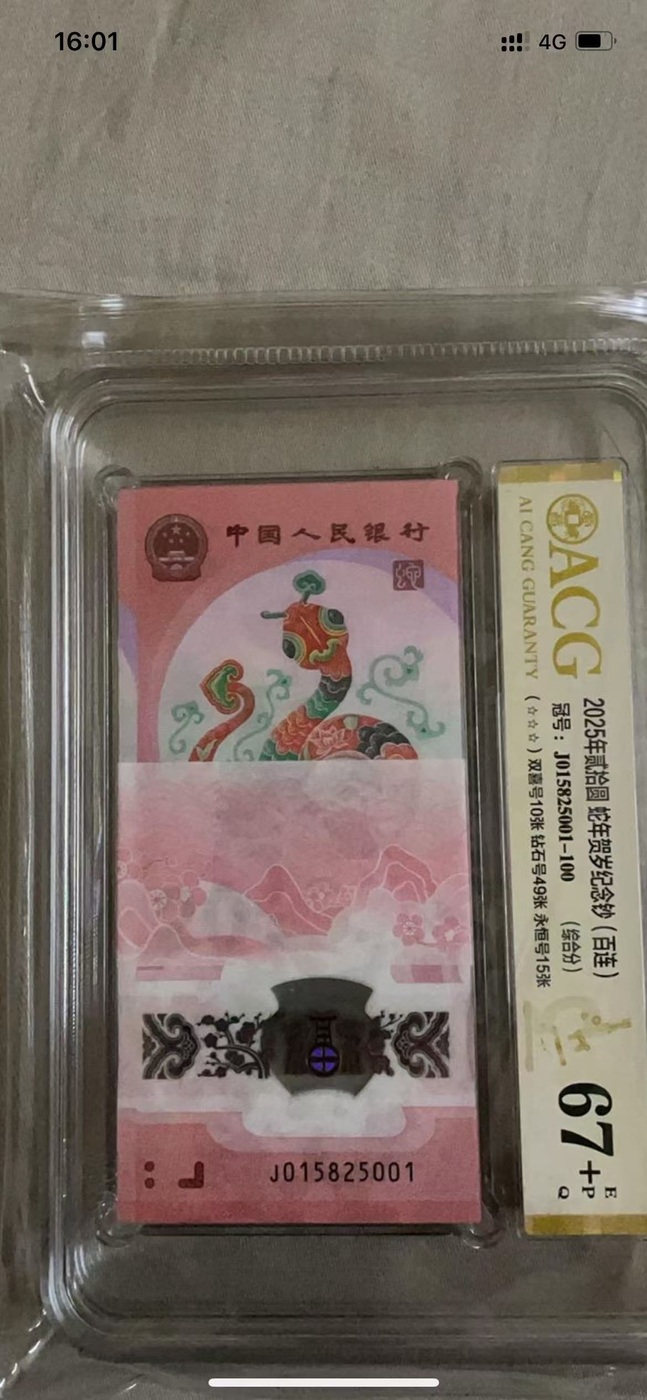 16:01
4G
中国人民银行
J015825001
ACG
AI CANG GUARANTY
2025年贰拾圆 蛇年贺岁纪念钞（百连）
冠号：J015825001-100 （综合分）
（☆☆☆）双喜号10张 钻石号49张 永恒号15张
67+
E
P
Q